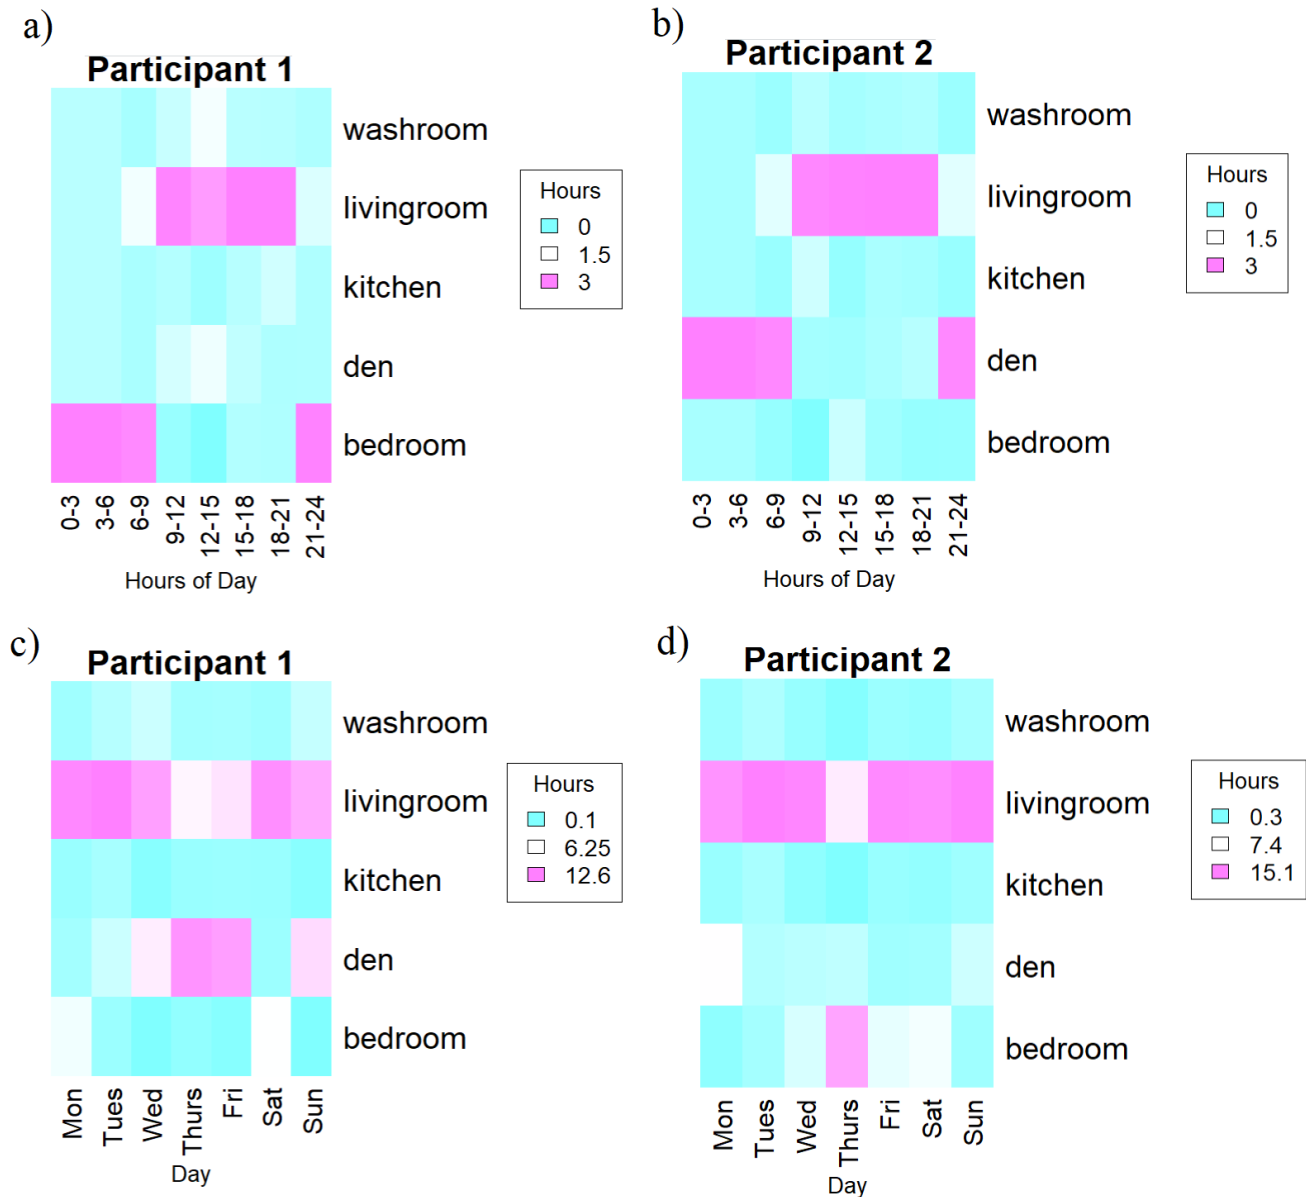 a)
Participant 1
washroom
livingroom
kitchen
den
bedroom
Hours
0
1.5
3
0-3
3-6
6-9
9-12
12-15
15-18
18-21
21-24
Hours of Day
b)
Participant 2
washroom
livingroom
kitchen
den
bedroom
Hours
0
1.5
3
0-3
3-6
6-9
9-12
12-15
15-18
18-21
21-24
Hours of Day
c)
Participant 1
washroom
livingroom
kitchen
den
bedroom
Hours
0.1
6.25
12.6
Mon
Tues
Wed
Thurs
Fri
Sat
Sun
Day
d)
Participant 2
washroom
livingroom
kitchen
den
bedroom
Hours
0.3
7.4
15.1
Mon
Tues
Wed
Thurs
Fri
Sat
Sun
Day